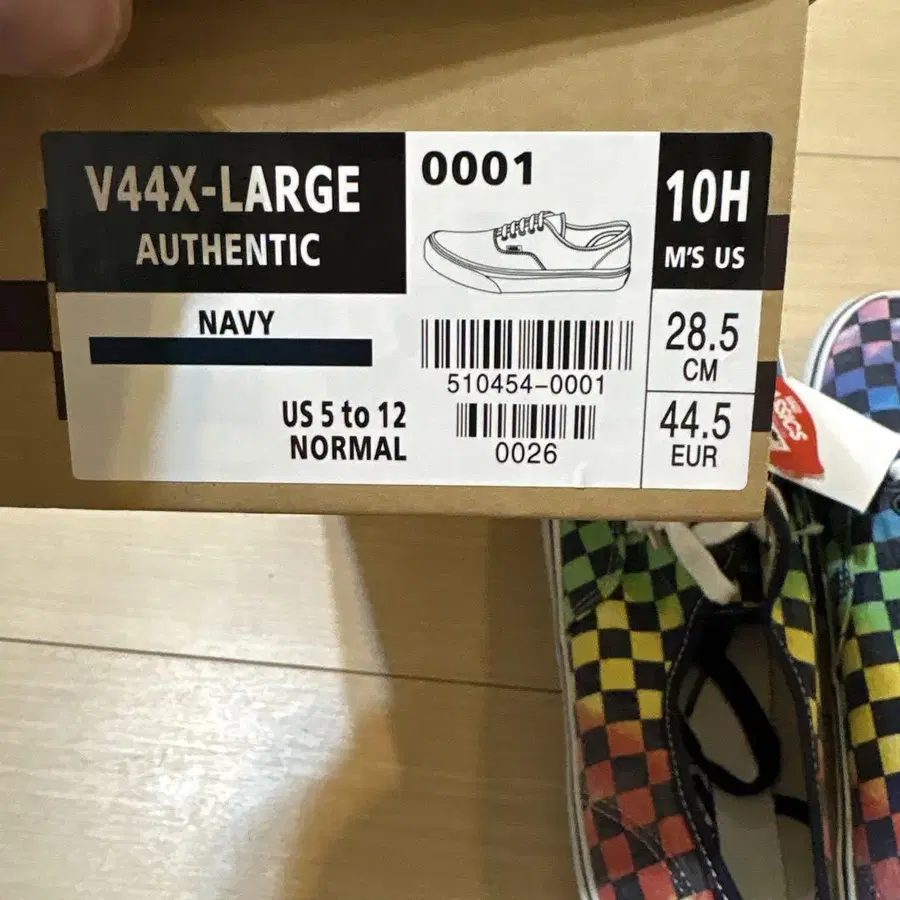 V44X-LARGE
AUTHENTIC
NAVY
US 5 to 12
NORMAL
0001
510454-0001
0026
10H
M'S US
28.5
CM
44.5
EUR